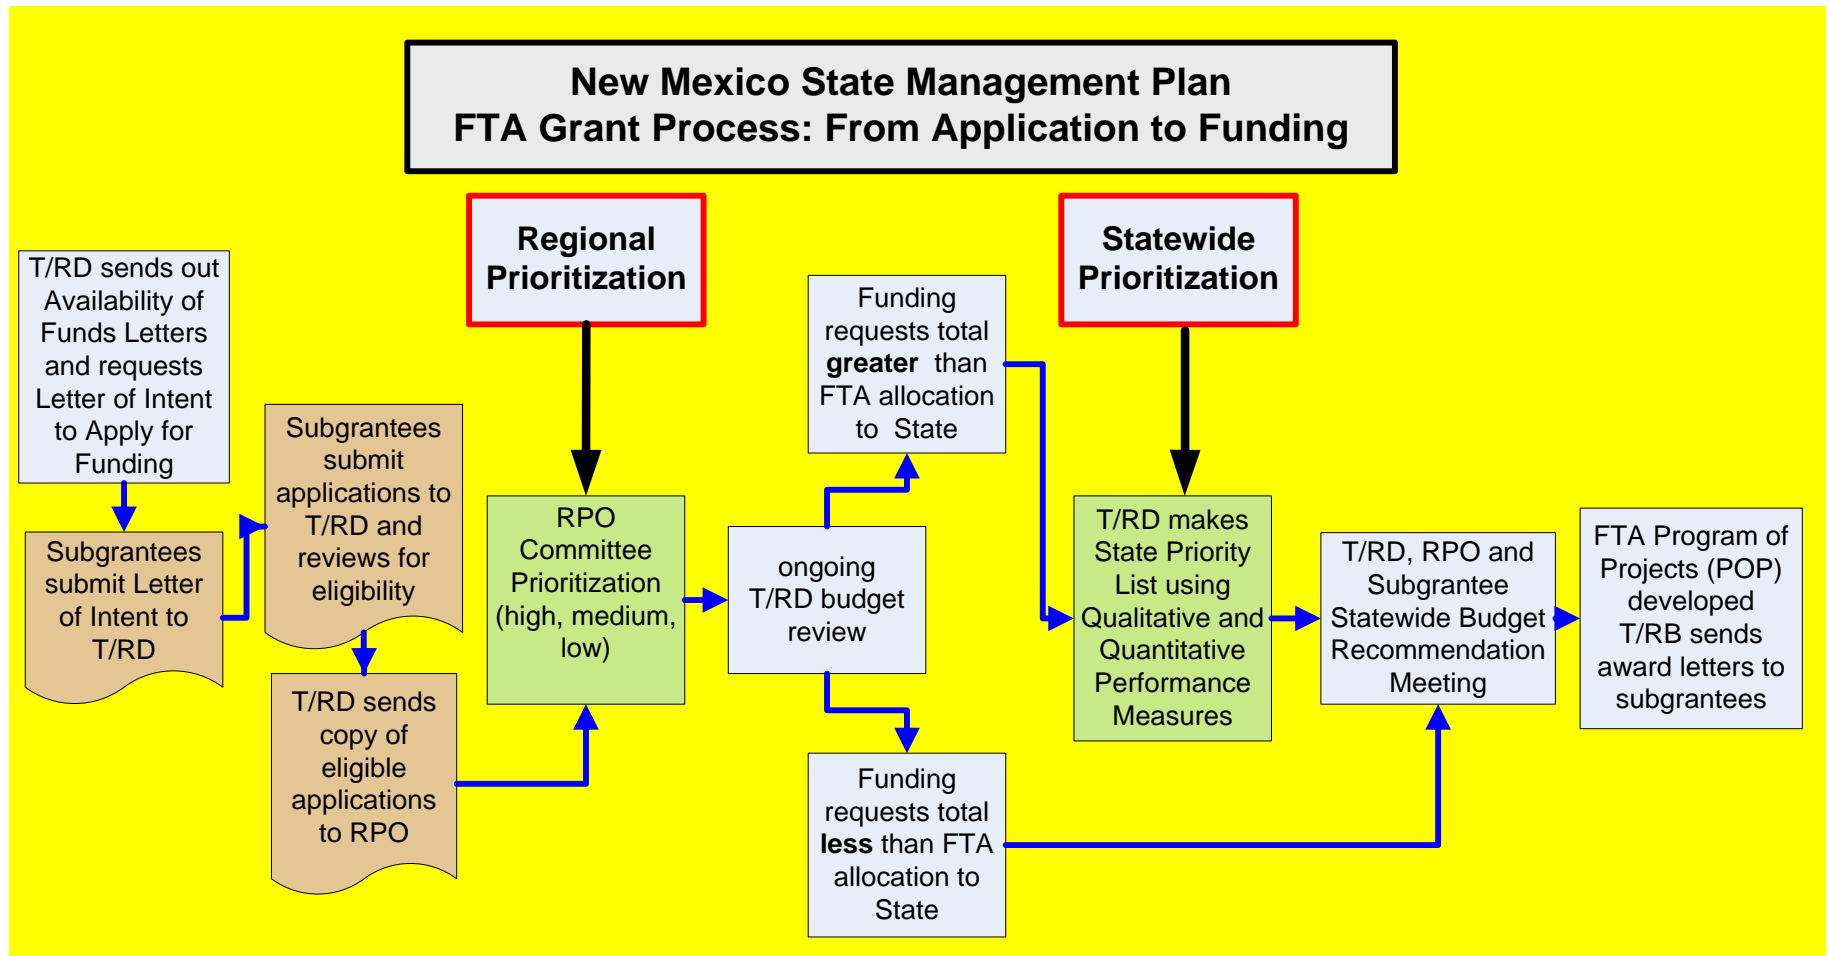 New Mexico State Management Plan
FTA Grant Process: From Application to Funding
Regional
Prioritization
Statewide
Prioritization
T/RD sends out
Availability of
Funds Letters
and requests
Letter of Intent
to Apply for
Funding
Subgrantees
submit Letter
of Intent to
T/RD
Subgrantees
submit
applications to
T/RD and
reviews for
eligibility
T/RD sends
copy of
eligible
applications
to RPO
RPO
Committee
Prioritization
(high, medium,
low)
ongoing
T/RD budget
review
Funding
requests total
greater than
FTA allocation
to State
Funding
requests total
less than FTA
allocation to
State
T/RD makes
State Priority
List using
Qualitative and
Quantitative
Performance
Measures
T/RD, RPO and
Subgrantee
Statewide Budget
Recommendation
Meeting
FTA Program of
Projects (POP)
developed
T/RB sends
award letters to
subgrantees